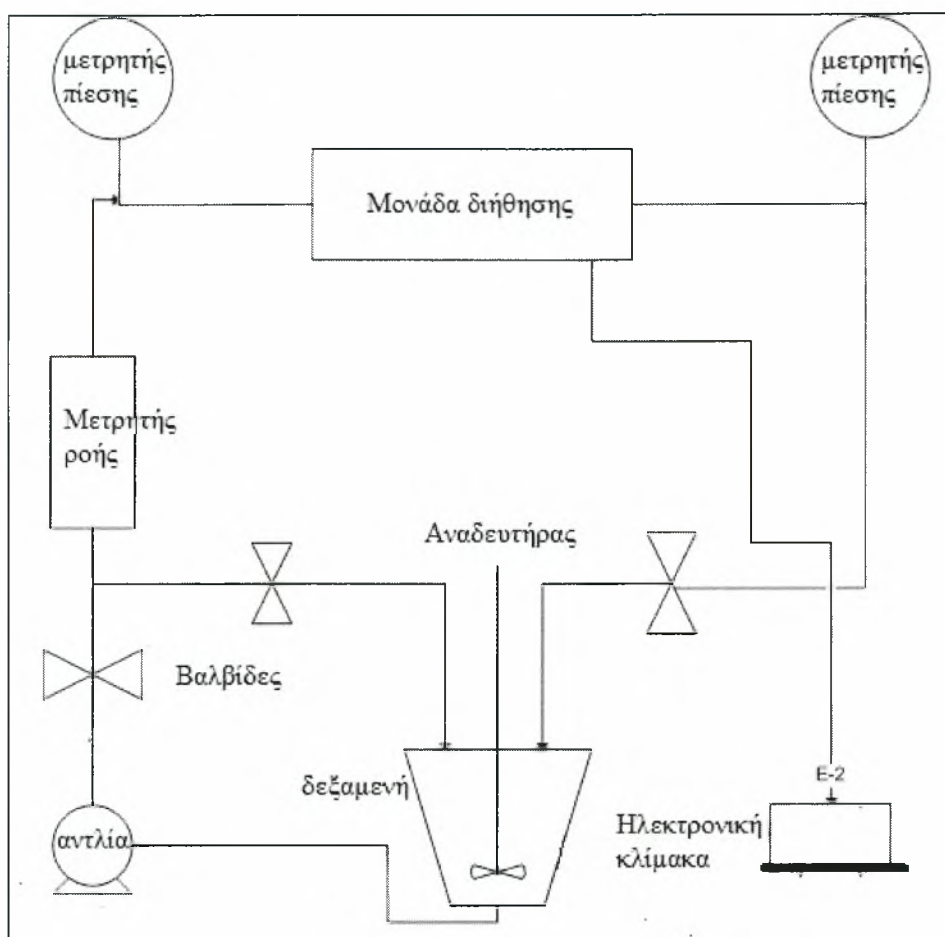 μετρητής
πίεσης
μετρητής
πίεσης
Μονάδα διήθησης
Μετρητής
ροής
Αναδευτήρας
Βαλβίδες
δεξαμενή
E-2
αντλία
Ηλεκτρονική
κλίμακα